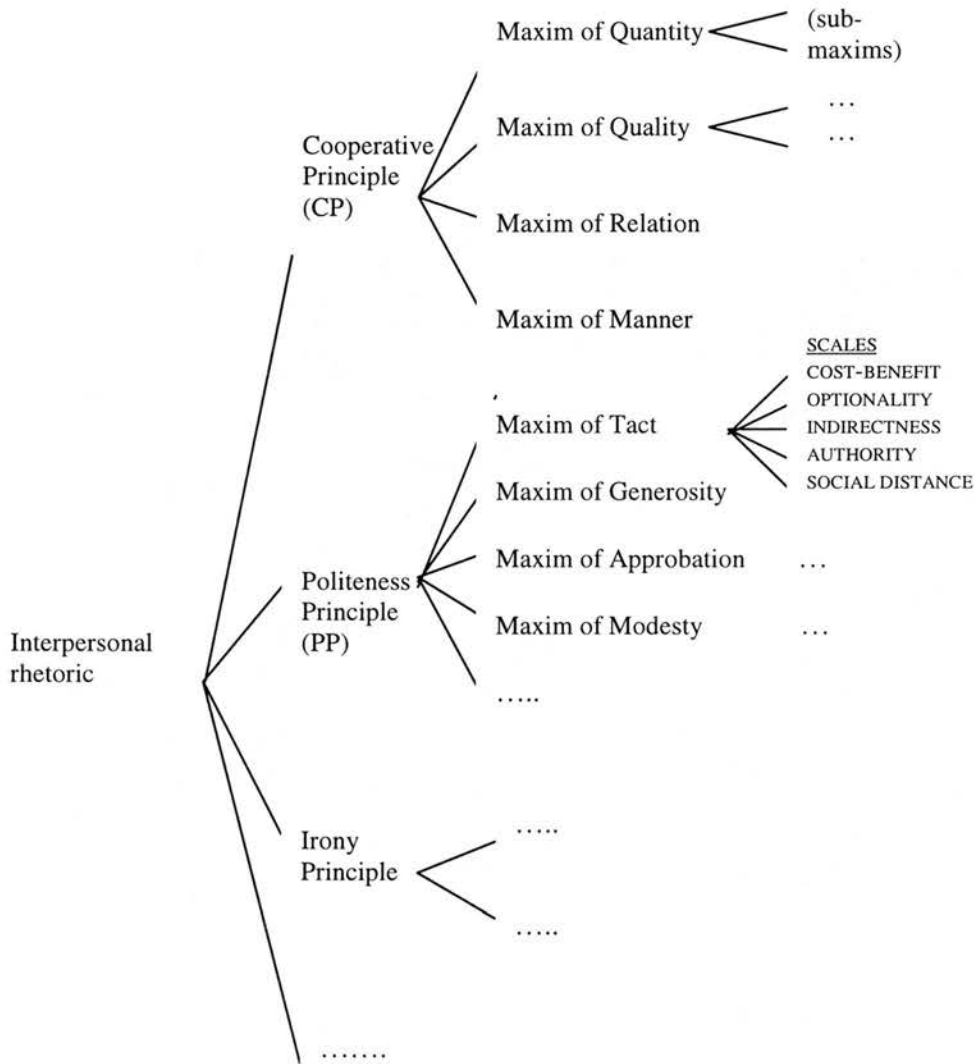 Maxim of Quantity
(sub-
maxims)
Maxim of Quality
...
...
Cooperative
Principle
(CP)
Maxim of Relation
Maxim of Manner
SCALES
COST-BENEFIT
OPTIONALITY
INDIRECTNESS
AUTHORITY
SOCIAL DISTANCE
Maxim of Tact
Maxim of Generosity
Maxim of Approbation ...
Politeness
Principle
(PP)
Maxim of Modesty ...
.....
Interpersonal
rhetoric
.....
Irony
Principle
.....
.......